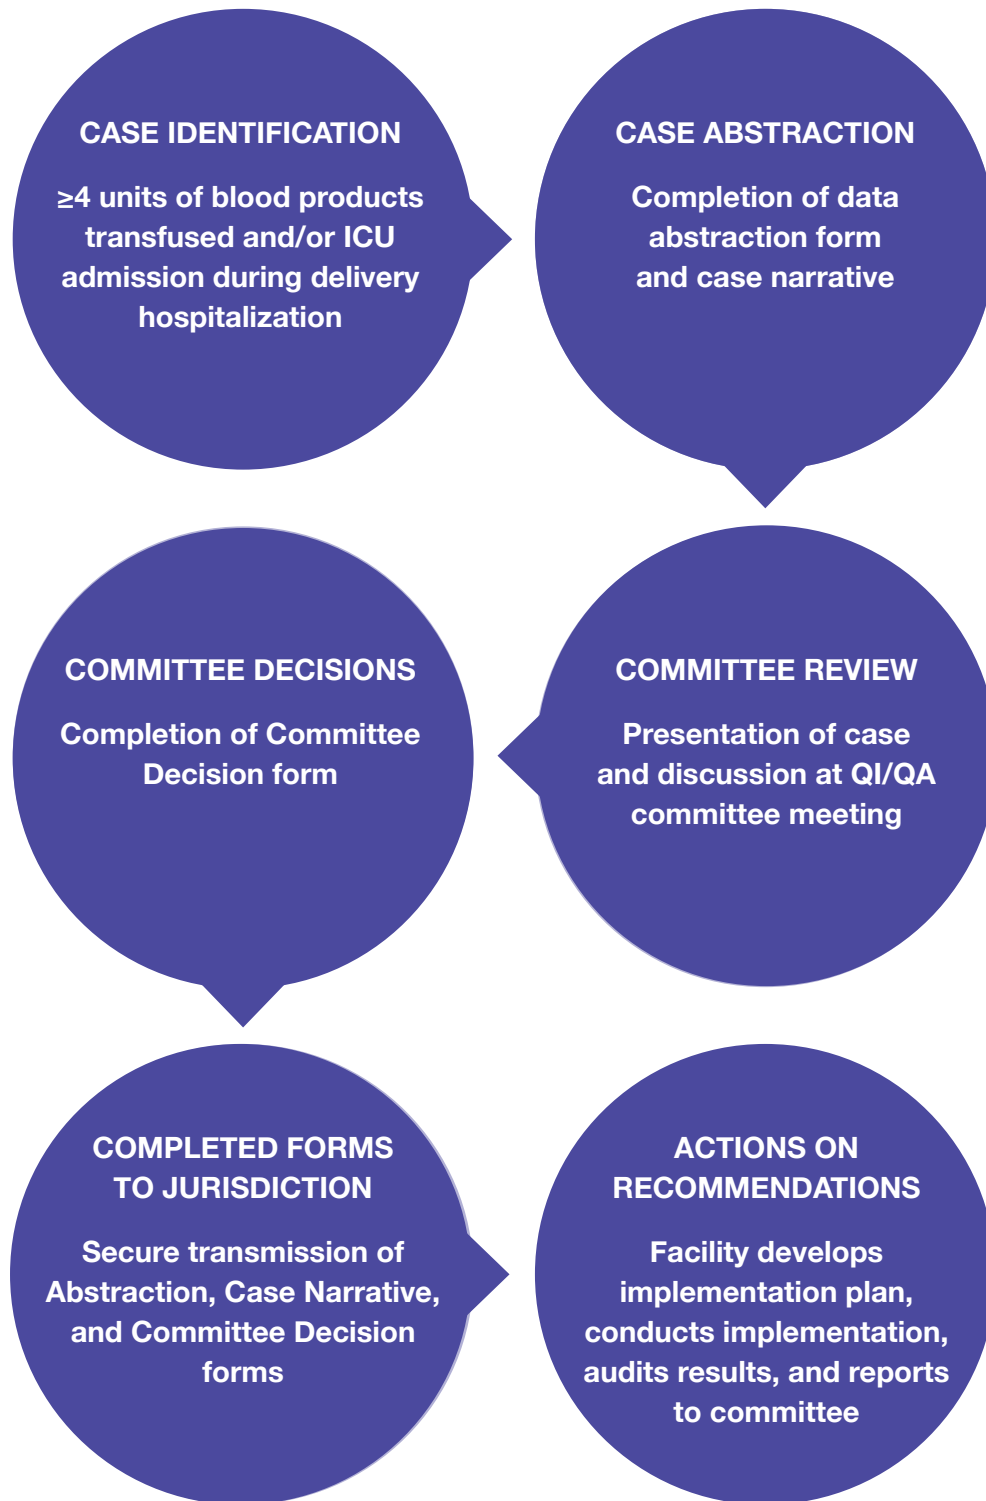 CASE IDENTIFICATION
≥4 units of blood products
transfused and/or ICU
admission during delivery
hospitalization
CASE ABSTRACTION
Completion of data
abstraction form
and case narrative
COMMITTEE REVIEW
Presentation of case
and discussion at QI/QA
committee meeting
COMMITTEE DECISIONS
Completion of Committee
Decision form
COMPLETED FORMS
TO JURISDICTION
Secure transmission of
Abstraction, Case Narrative,
and Committee Decision
forms
ACTIONS ON
RECOMMENDATIONS
Facility develops
implementation plan,
conducts implementation,
audits results, and reports
to committee